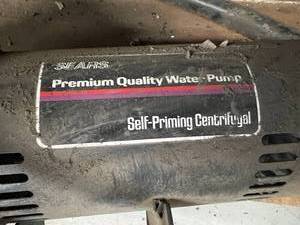 SEARS
Premium Quality Water Pump
Self-Priming Centrifugal